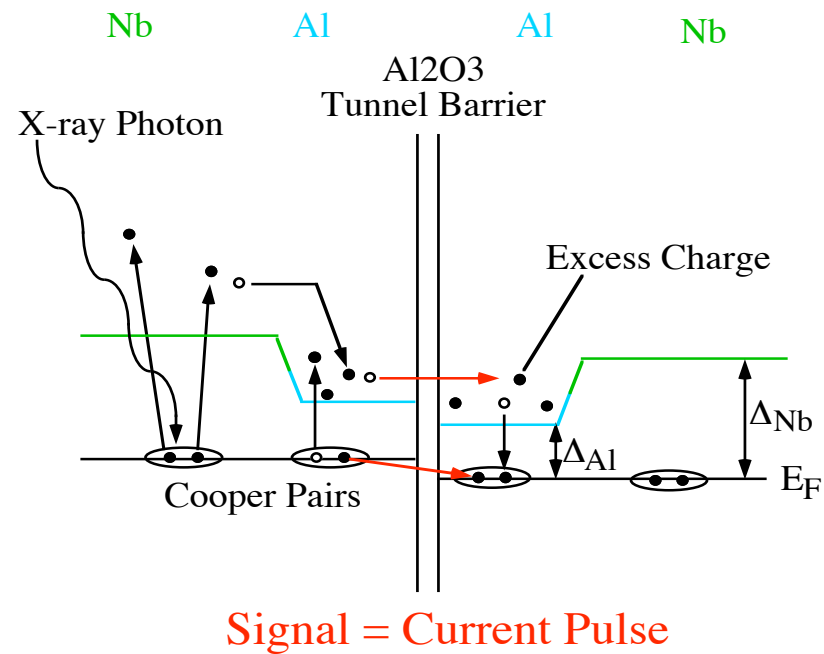 Nb Al Al Nb
Al2O3
Tunnel Barrier
X-ray Photon
Excess Charge
ΔNb
ΔAl
EF
Cooper Pairs
Signal = Current Pulse